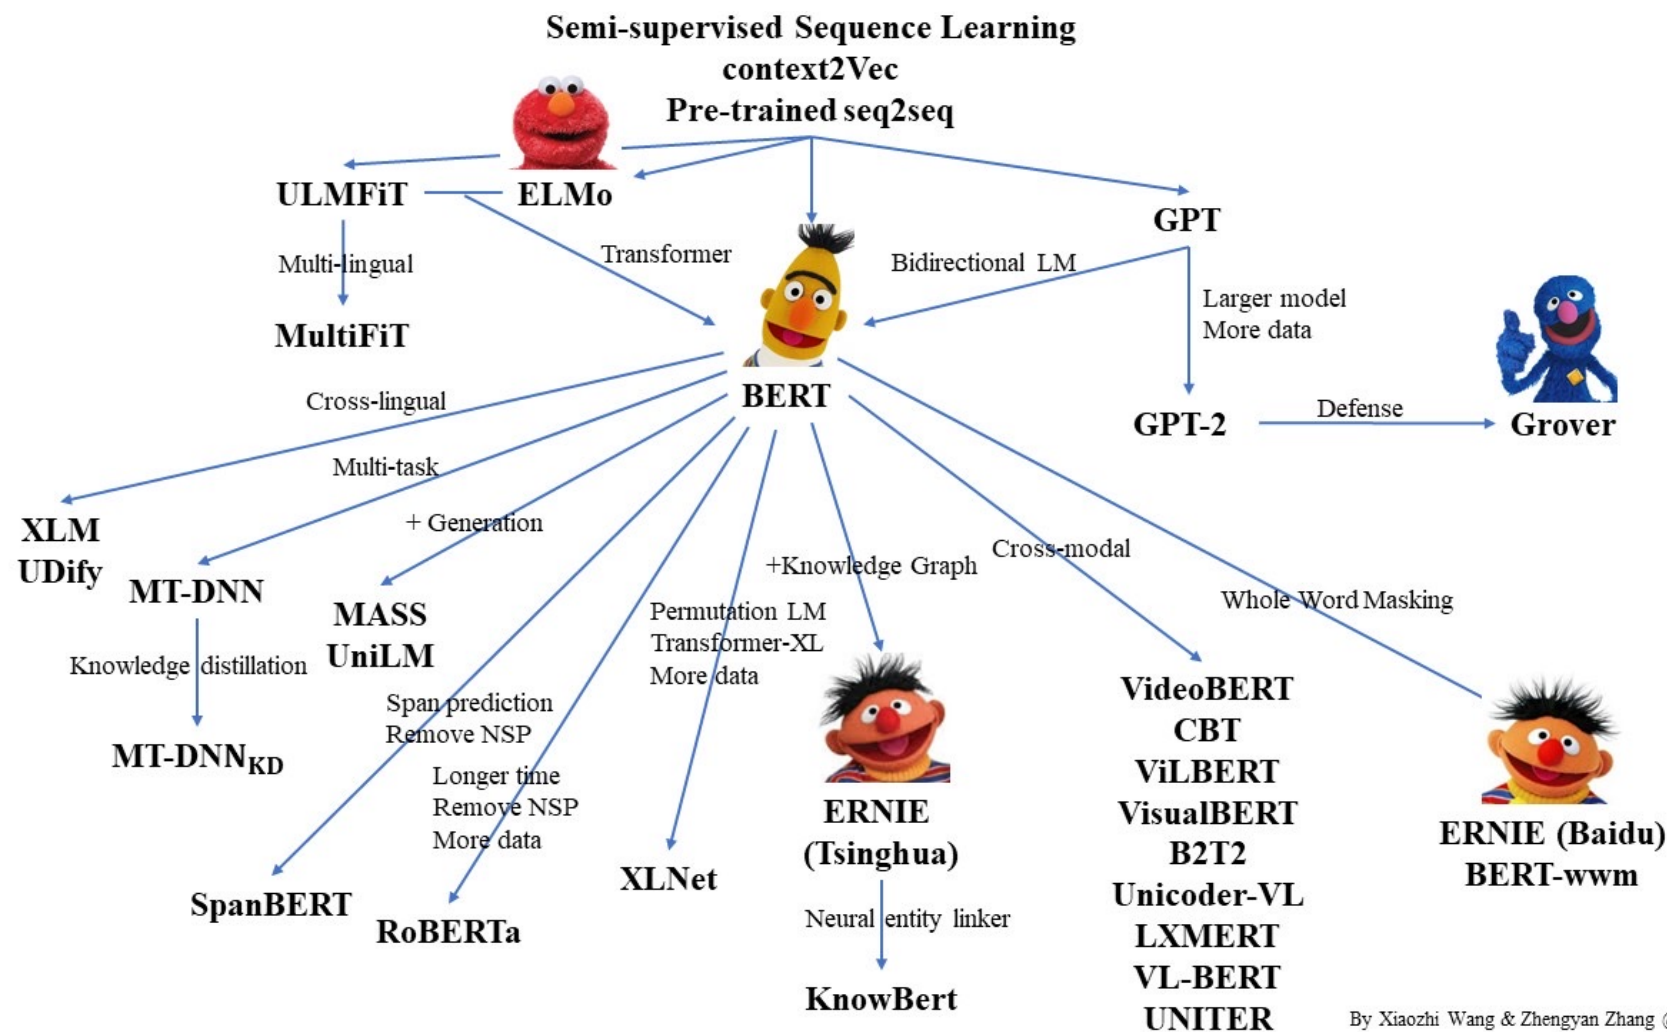 Semi-supervised Sequence Learning
context2Vec
Pre-trained seq2seq
ULMFiT
ELMo
GPT
Multi-lingual
Transformer
Bidirectional LM
Larger model
More data
MultiFiT
BERT
GPT-2
Defense
Grover
Cross-lingual
Multi-task
+ Generation
Cross-modal
+Knowledge Graph
Whole Word Masking
XLM
UDify
MT-DNN
MASS
UniLM
Permutation LM
Transformer-XL
More data
Knowledge distillation
Span prediction
Remove NSP
MT-DNNKD
Longer time
Remove NSP
More data
SpanBERT
RoBERTa
XLNet
ERNIE
(Tsinghua)
Neural entity linker
KnowBert
VideoBERT
CBT
ViLBERT
VisualBERT
B2T2
Unicoder-VL
LXMERT
VL-BERT
UNITER
ERNIE (Baidu)
BERT-wwm
By Xiaozhi Wang & Zhengyan Zhang @